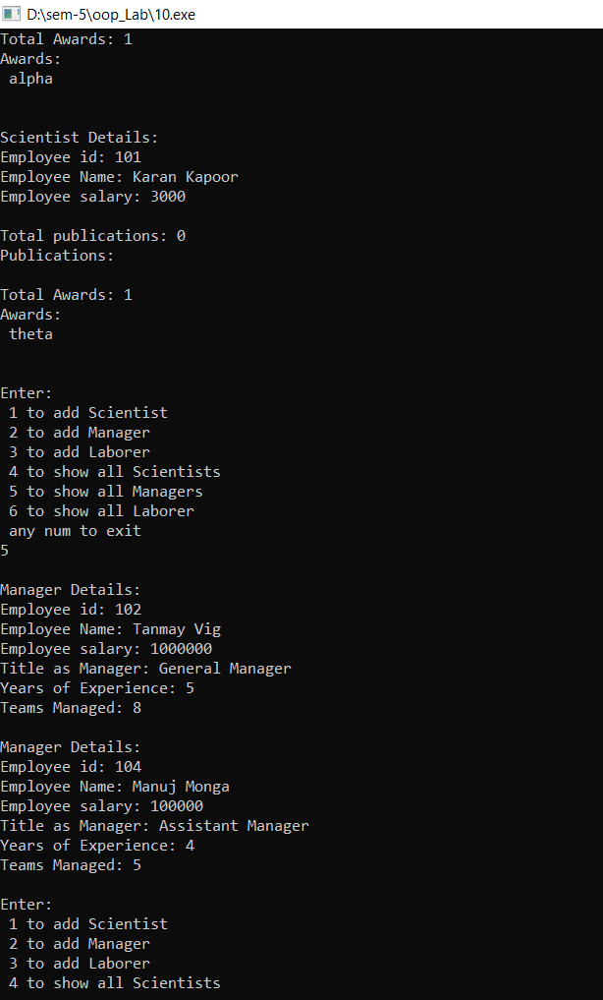 D:\sem-5\oop_Lab\10.exe
Total Awards: 1
Awards:
 alpha
Scientist Details:
Employee id: 101
Employee Name: Karan Kapoor
Employee salary: 3000
Total publications: 0
Publications:
Total Awards: 1
Awards:
 theta
Enter:
 1 to add Scientist
 2 to add Manager
 3 to add Laborer
 4 to show all Scientists
 5 to show all Managers
 6 to show all Laborer
 any num to exit
5
Manager Details:
Employee id: 102
Employee Name: Tanmay Vig
Employee salary: 1000000
Title as Manager: General Manager
Years of Experience: 5
Teams Managed: 8
Manager Details:
Employee id: 104
Employee Name: Manuj Monga
Employee salary: 100000
Title as Manager: Assistant Manager
Years of Experience: 4
Teams Managed: 5
Enter:
 1 to add Scientist
 2 to add Manager
 3 to add Laborer
 4 to show all Scientists